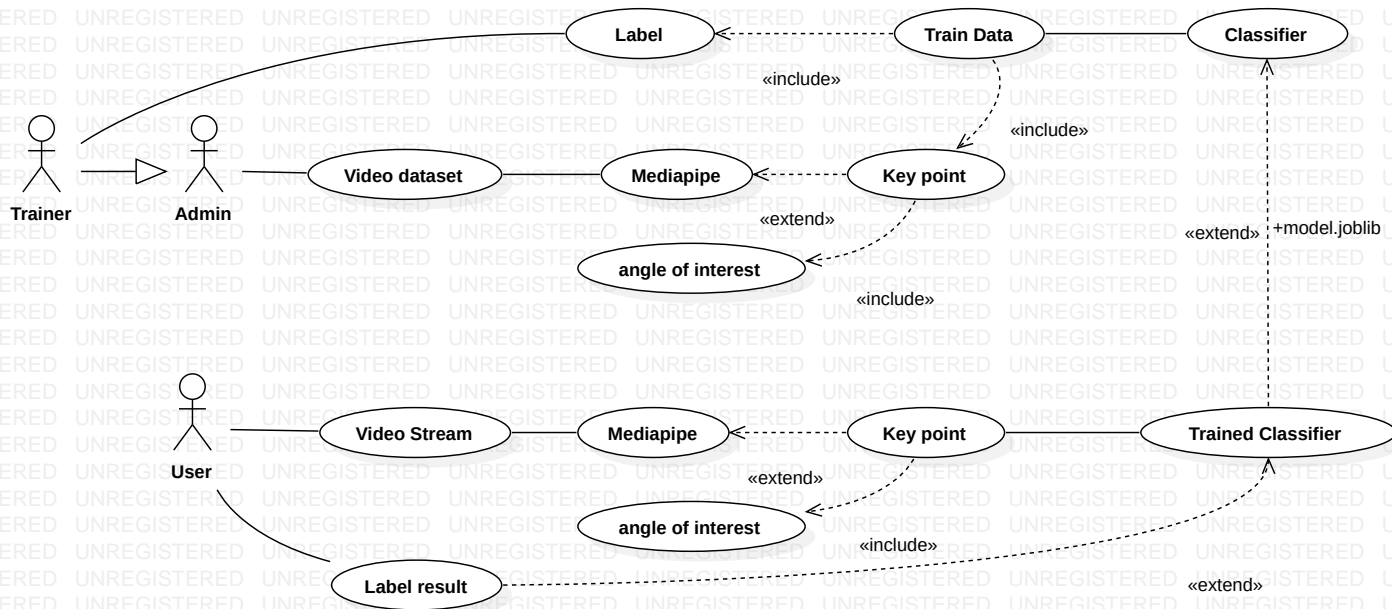 Label
Train Data
Classifier
«include»
«include»
Trainer
Admin
Video dataset
Mediapipe
Key point
«extend»
«extend»
+model.joblib
angle of interest
«include»
User
Video Stream
Mediapipe
Key point
Trained Classifier
«extend»
angle of interest
«include»
Label result
«extend»
UNREGISTERED